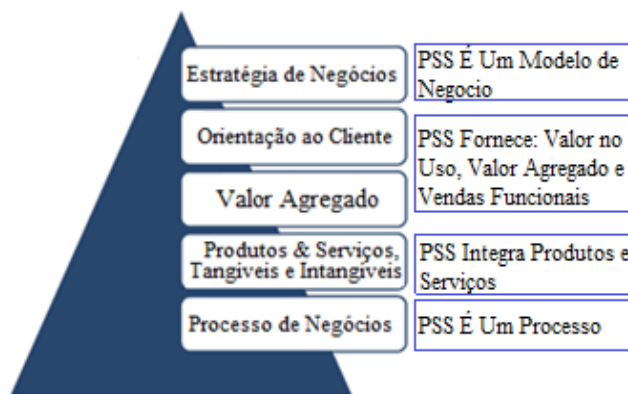 Estratégia de Negócios
PSS É Um Modelo de
Negocio
Orientação ao Cliente
Valor Agregado
PSS Fornece: Valor no
Uso, Valor Agregado e
Vendas Funcionais
Produtos & Serviços,
Tangíveis e Intangíveis
PSS Integra Produtos e
Serviços
Processo de Negócios
PSS É Um Processo